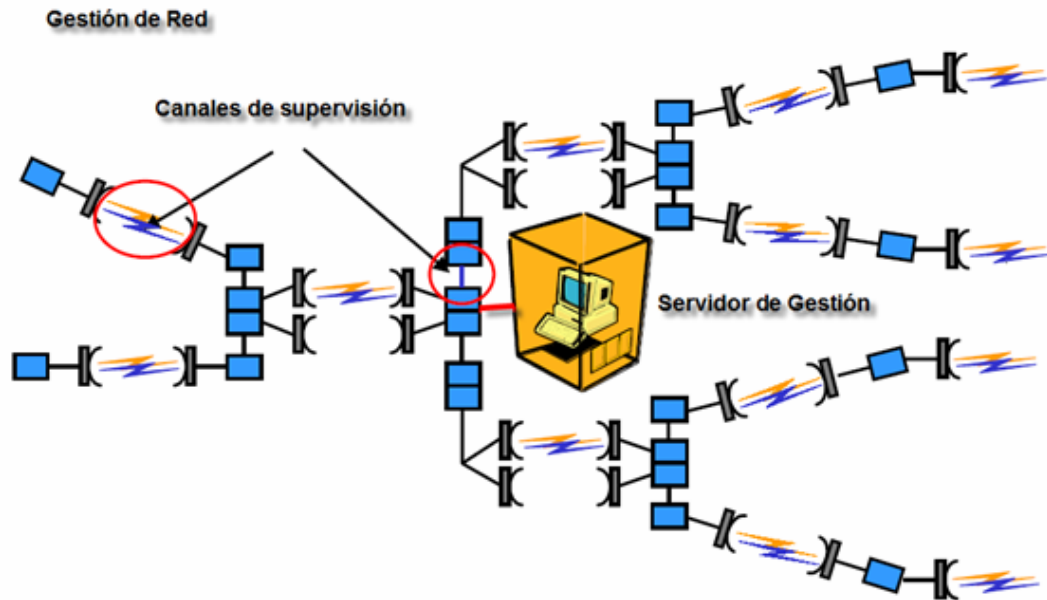 Gestión de Red
Canales de supervisión
Servidor de Gestión